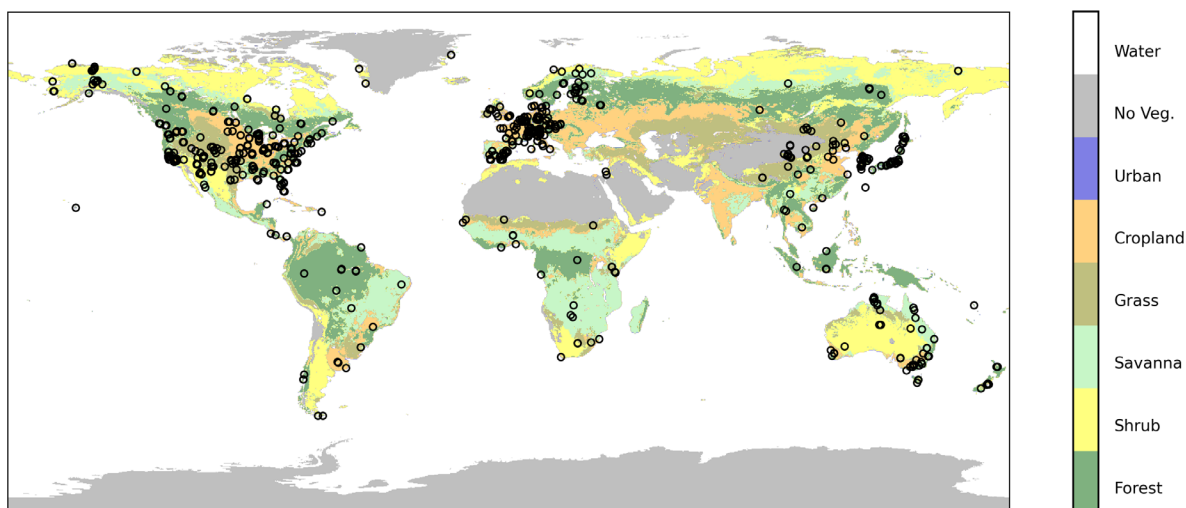 Water
No Veg.
Urban
Cropland
Grass
Savanna
Shrub
Forest